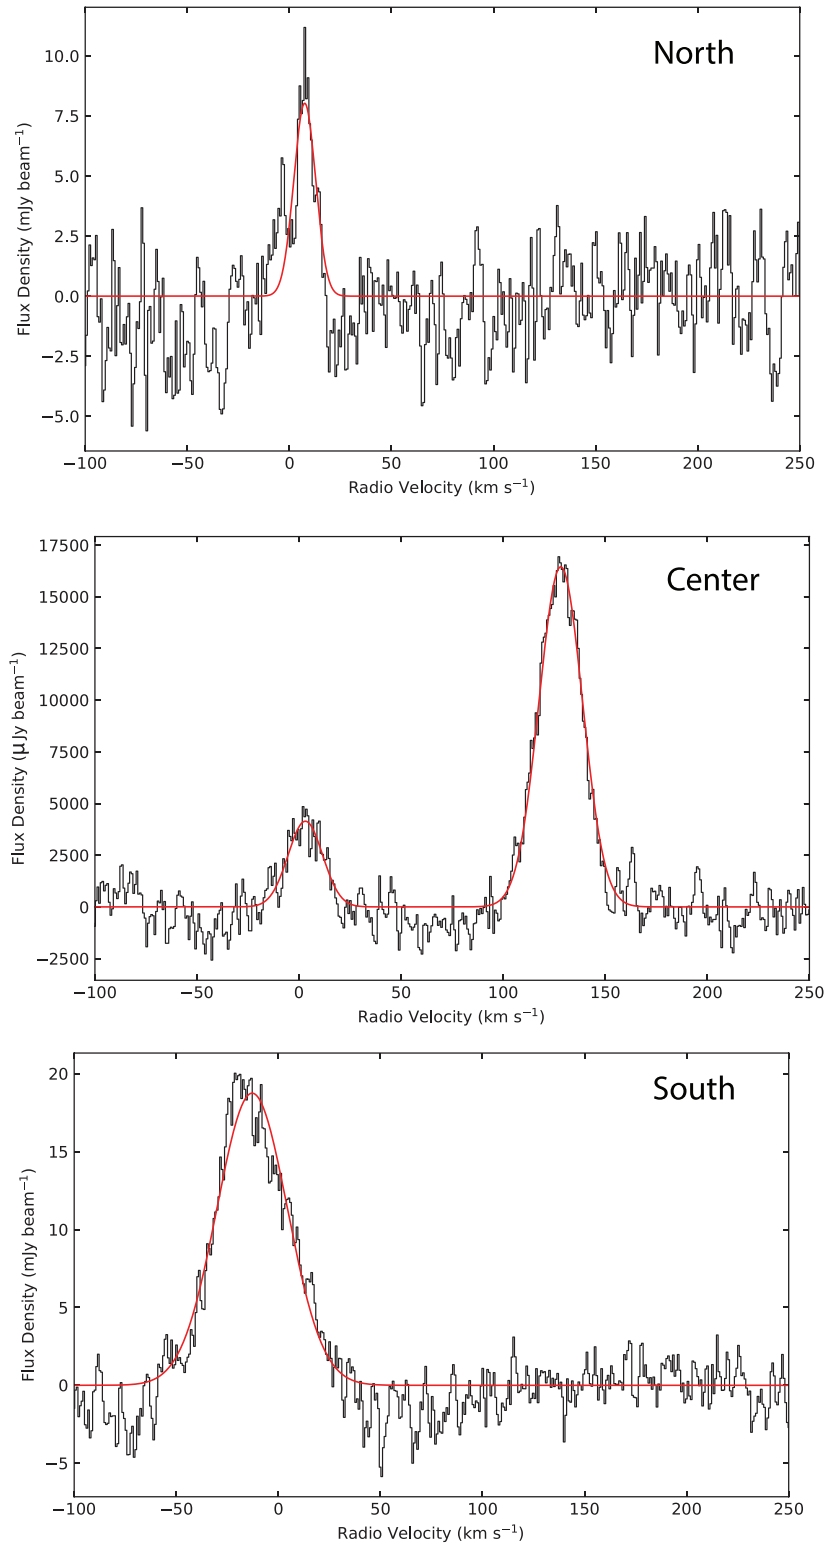 North
10.0
7.5
5.0
2.5
0.0
−2.5
−5.0
Flux Density (mJy beam⁻¹)
−100 −50 0 50 100 150 200 250
Radio Velocity (km s⁻¹)
Center
17500
15000
12500
10000
7500
5000
2500
0
−2500
Flux Density (μJy beam⁻¹)
−100 −50 0 50 100 150 200 250
Radio Velocity (km s⁻¹)
South
20
15
10
5
0
−5
Flux Density (mJy beam⁻¹)
−100 −50 0 50 100 150 200 250
Radio Velocity (km s⁻¹)